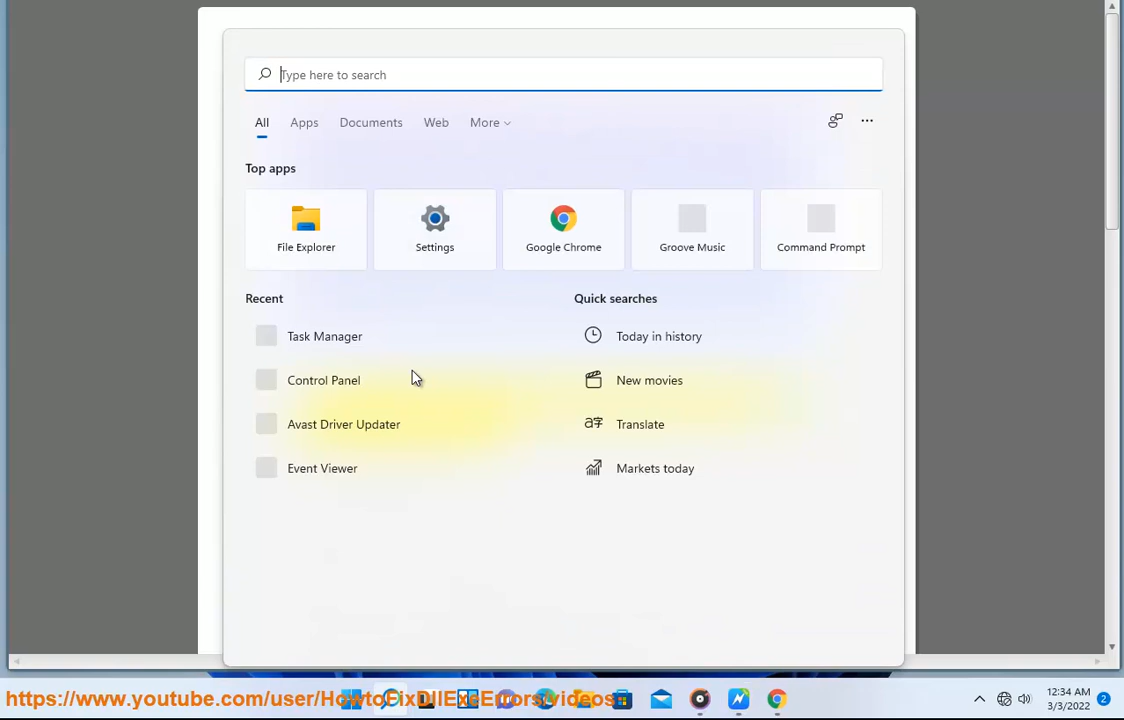 Type here to search
All Apps Documents Web More
Top apps
File Explorer Settings Google Chrome Groove Music Command Prompt
Recent Quick searches
Task Manager Today in history
Control Panel New movies
Avast Driver Updater Translate
Event Viewer Markets today
https://www.youtube.com/user/HowtoFixDllExeErrors/videos
12:34 AM
3/3/2022 2